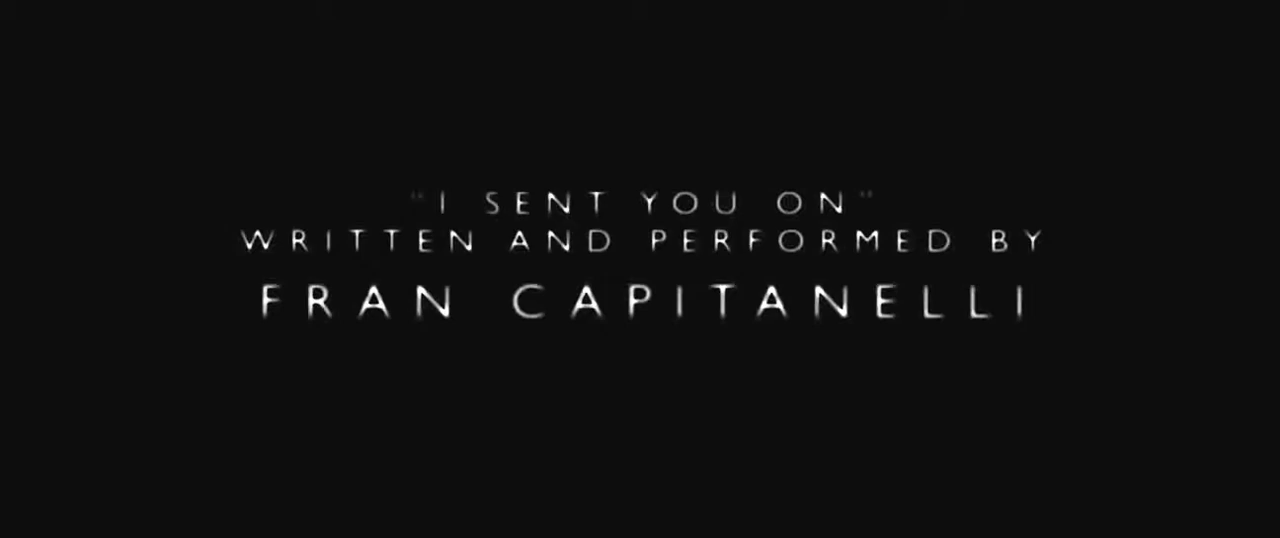 "I SENT YOU ON"
WRITTEN AND PERFORMED BY
FRAN CAPITANELLI